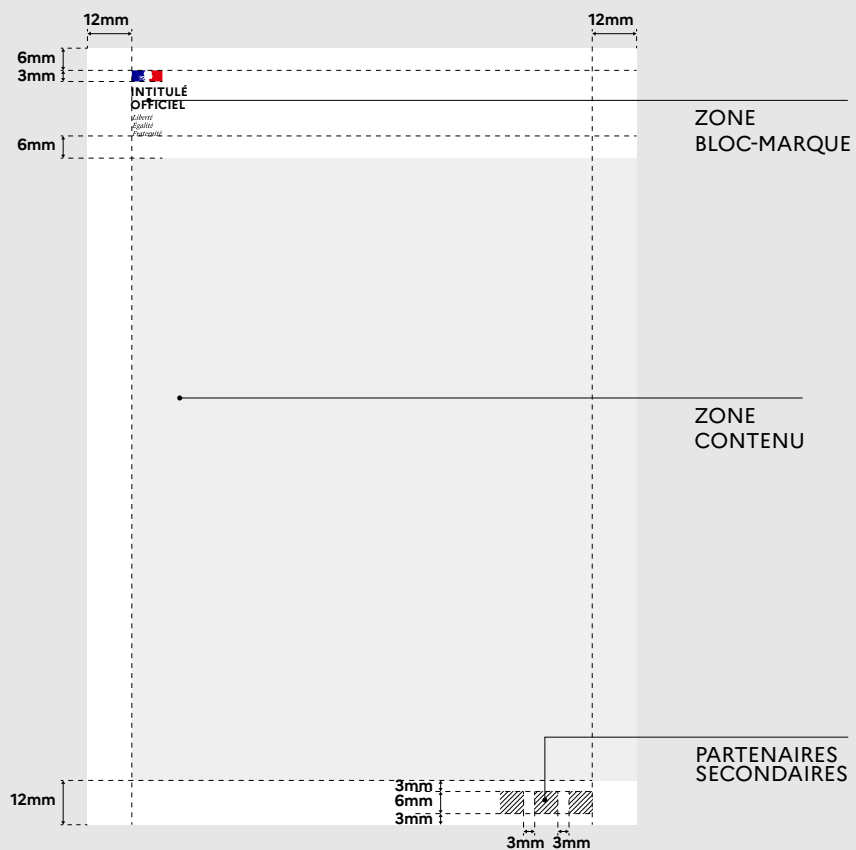 12mm
12mm
6mm
3mm
INTITULÉ
OFFICIEL
Liberté
Égalité
Fraternité
6mm
ZONE
BLOC-MARQUE
ZONE
CONTENU
PARTENAIRES
SECONDAIRES
12mm
3mm
6mm
3mm
3mm
3mm